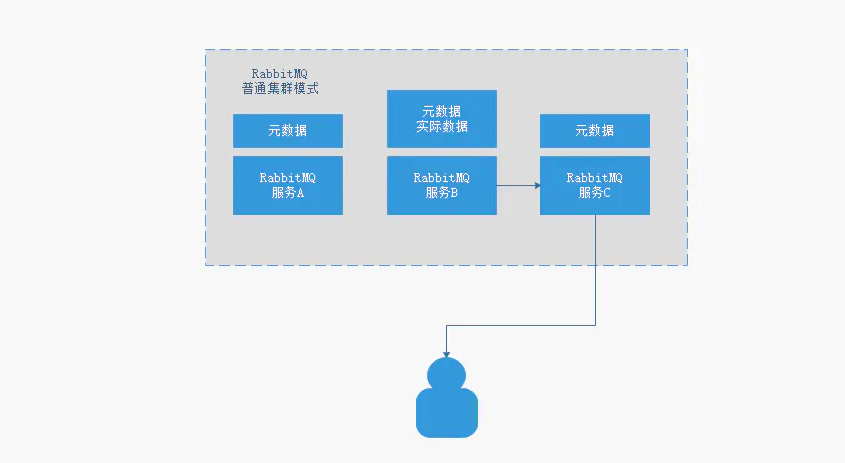 RabbitMQ
普通集群模式
元数据
元数据
实际数据
元数据
RabbitMQ
服务A
RabbitMQ
服务B
RabbitMQ
服务C